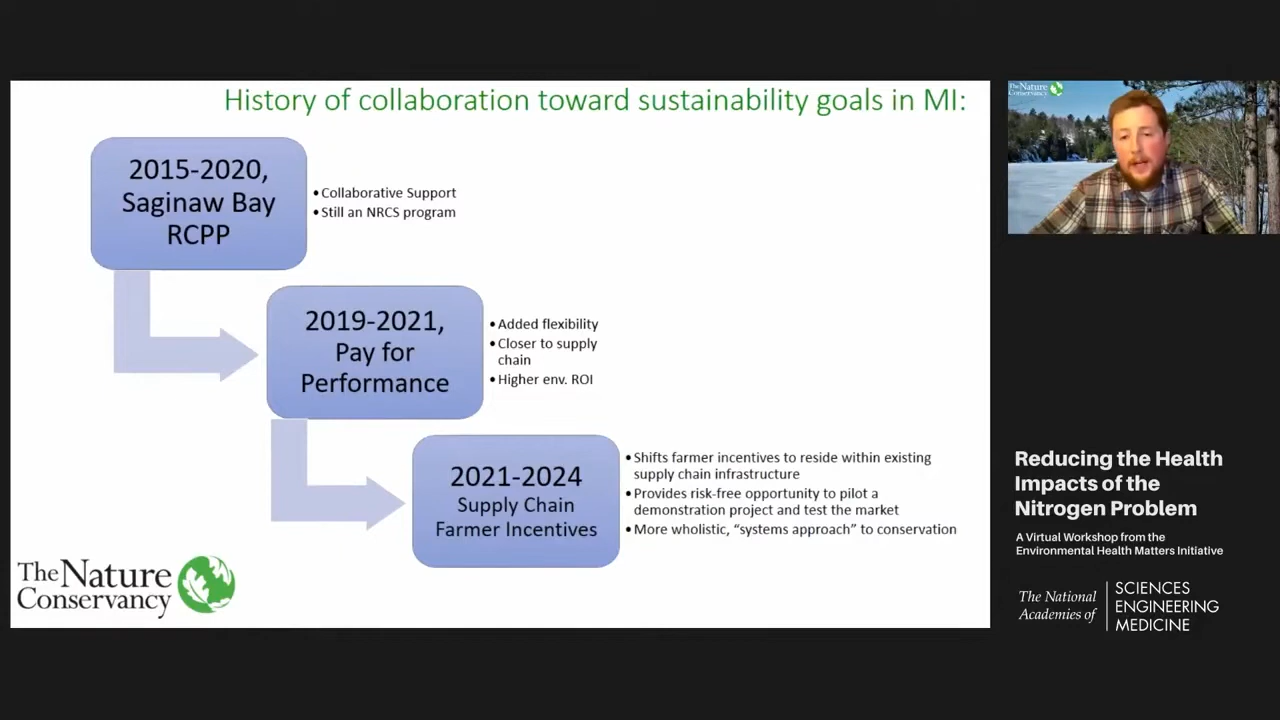 History of collaboration toward sustainability goals in MI:
2015-2020,
Saginaw Bay
RCPP
• Collaborative Support
• Still an NRCS program
2019-2021,
Pay for
Performance
• Added flexibility
• Closer to supply
chain
• Higher env. ROI
2021-2024
Supply Chain
Farmer Incentives
• Shifts farmer incentives to reside within existing
supply chain infrastructure
• Provides risk-free opportunity to pilot a
demonstration project and test the market
• More wholistic, “systems approach” to conservation
The Nature
Conservancy
The Nature
Conservancy
Reducing the Health
Impacts of the
Nitrogen Problem
A Virtual Workshop from the
Environmental Health Matters Initiative
The National
Academies of
SCIENCES
ENGINEERING
MEDICINE